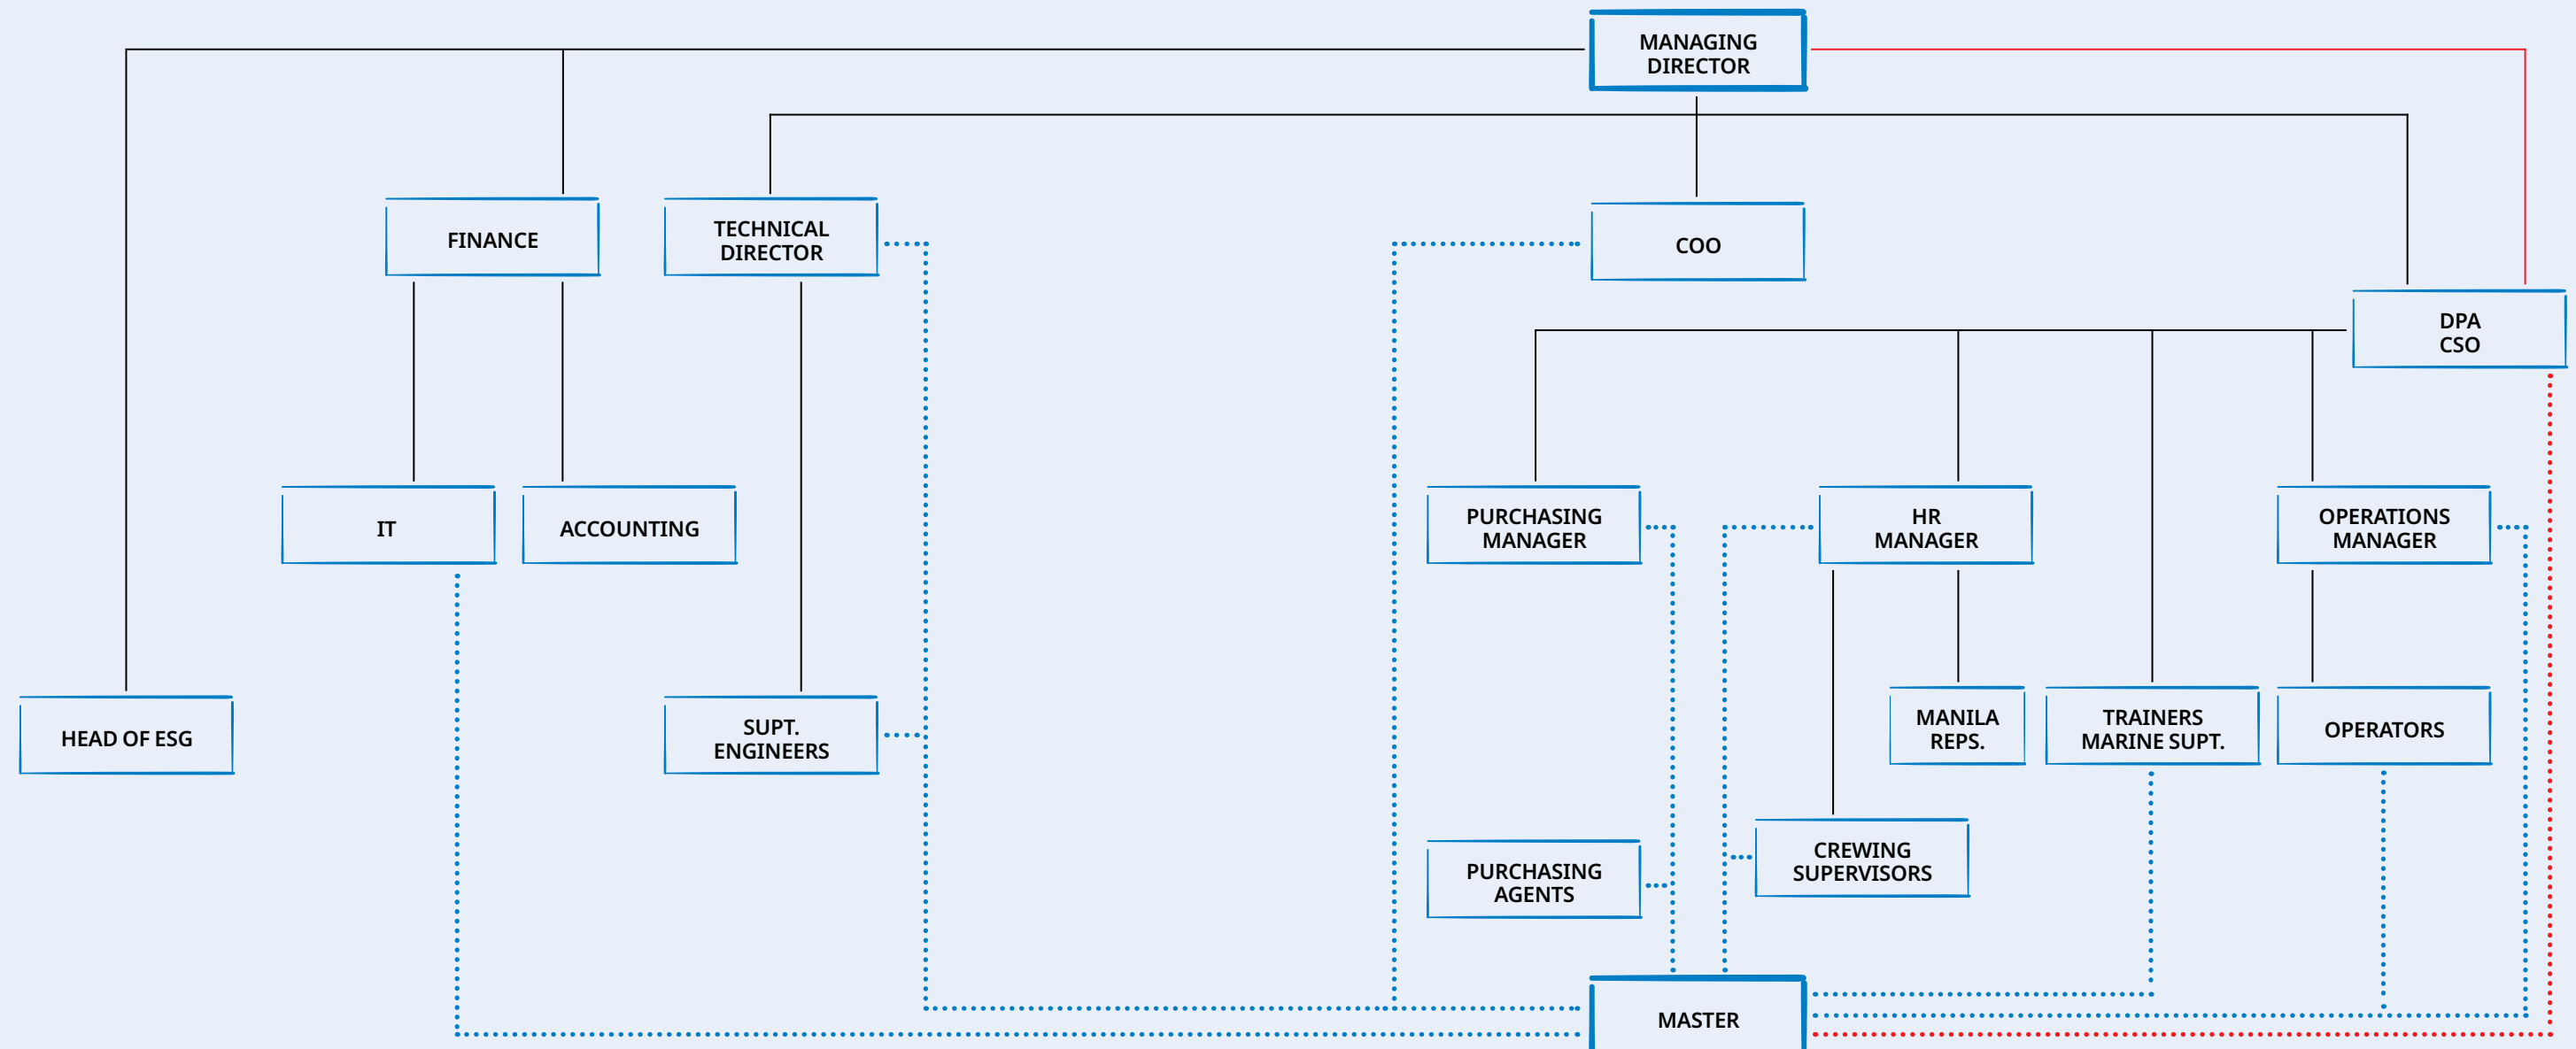 MANAGING
DIRECTOR
FINANCE
TECHNICAL
DIRECTOR
COO
DPA
CSO
IT
ACCOUNTING
PURCHASING
MANAGER
HR
MANAGER
OPERATIONS
MANAGER
HEAD OF ESG
SUPT.
ENGINEERS
MANILA
REPS.
TRAINERS
MARINE SUPT.
OPERATORS
PURCHASING
AGENTS
CREWING
SUPERVISORS
MASTER